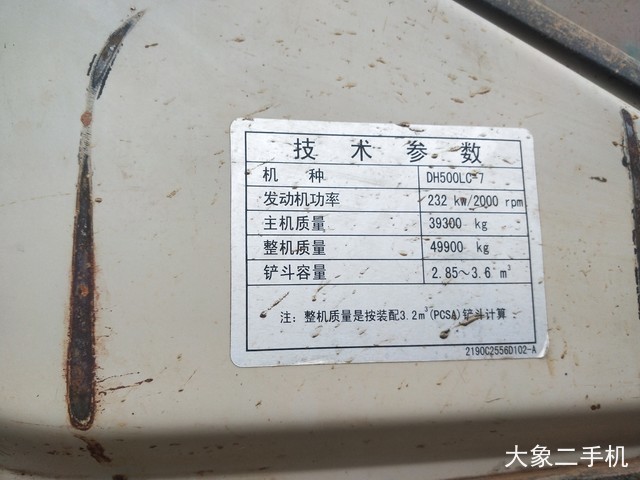 技术参数
机种 DH500LC-7
发动机功率 232 kw/2000 rpm
主机质量 39300 kg
整机质量 49900 kg
铲斗容量 2.85～3.6 m³
注：整机质量是按装配3.2m³(PCSA)铲斗计算
2190C2556D102-A
大象二手机